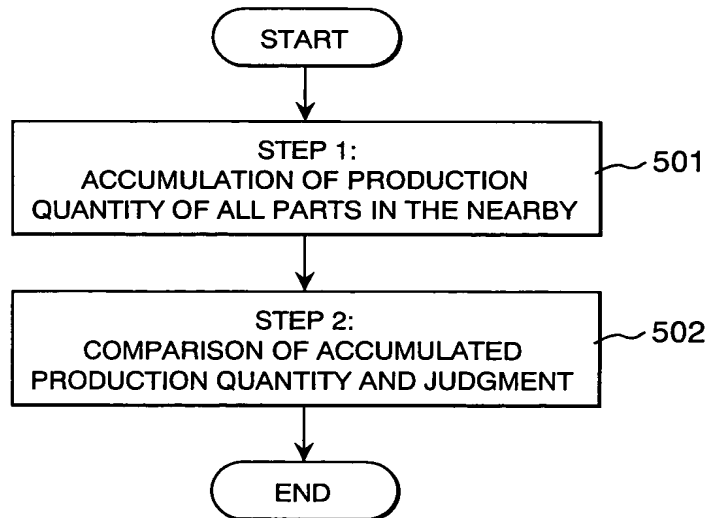 START
STEP 1:
ACCUMULATION OF PRODUCTION
QUANTITY OF ALL PARTS IN THE NEARBY
501
STEP 2:
COMPARISON OF ACCUMULATED
PRODUCTION QUANTITY AND JUDGMENT
502
END